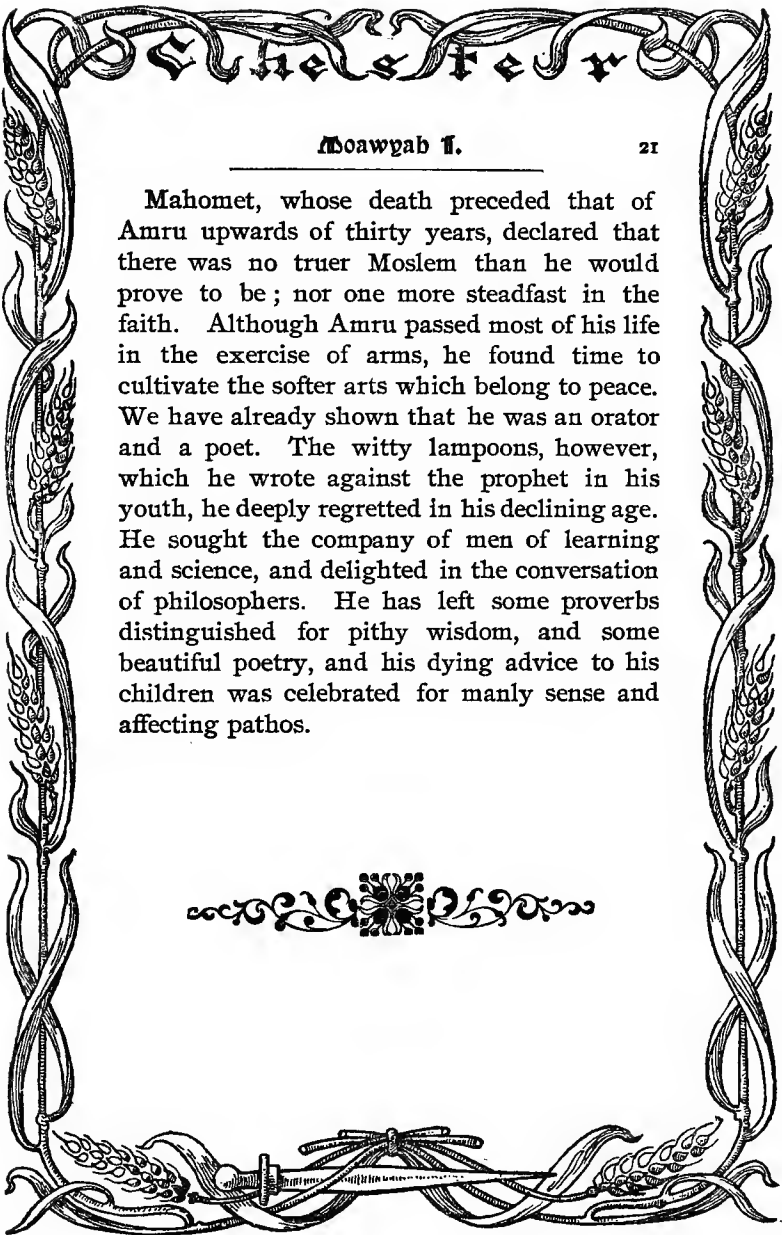 Chester
Moawyah I. 21
Mahomet, whose death preceded that of
Amru upwards of thirty years, declared that
there was no truer Moslem than he would
prove to be ; nor one more steadfast in the
faith. Although Amru passed most of his life
in the exercise of arms, he found time to
cultivate the softer arts which belong to peace.
We have already shown that he was an orator
and a poet. The witty lampoons, however,
which he wrote against the prophet in his
youth, he deeply regretted in his declining age.
He sought the company of men of learning
and science, and delighted in the conversation
of philosophers. He has left some proverbs
distinguished for pithy wisdom, and some
beautiful poetry, and his dying advice to his
children was celebrated for manly sense and
affecting pathos.